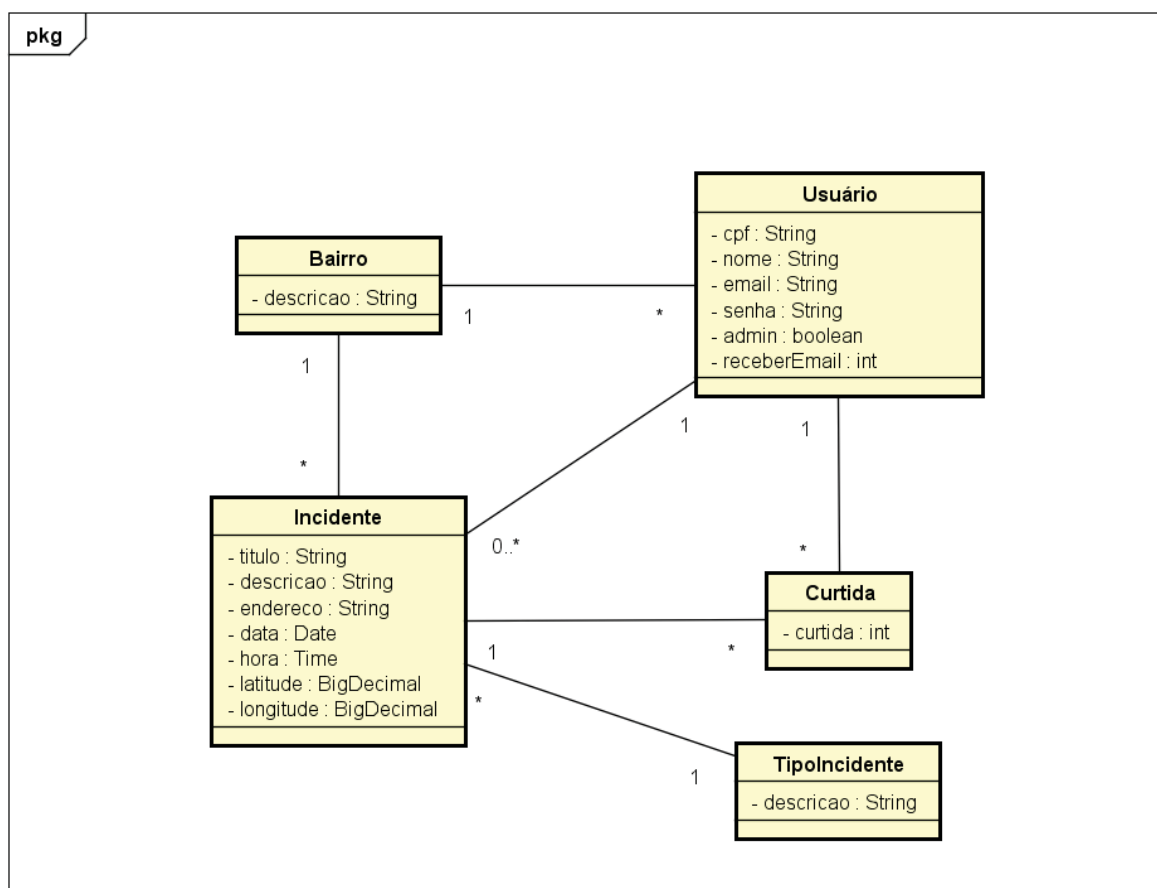 pkg
Usuário
- cpf : String
- nome : String
- email : String
- senha : String
- admin : boolean
- receberEmail : int
Bairro
- descricao : String
1
*
1
*
1
0..*
1
*
Incidente
- titulo : String
- descricao : String
- endereco : String
- data : Date
- hora : Time
- latitude : BigDecimal
- longitude : BigDecimal
Curtida
- curtida : int
1
*
*
1
TipoIncidente
- descricao : String